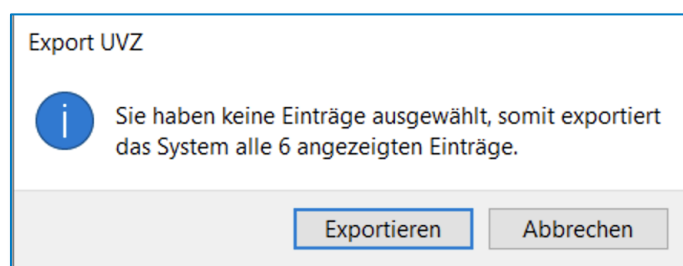 Export UVZ
Sie haben keine Einträge ausgewählt, somit exportiert
das System alle 6 angezeigten Einträge.
Exportieren
Abbrechen